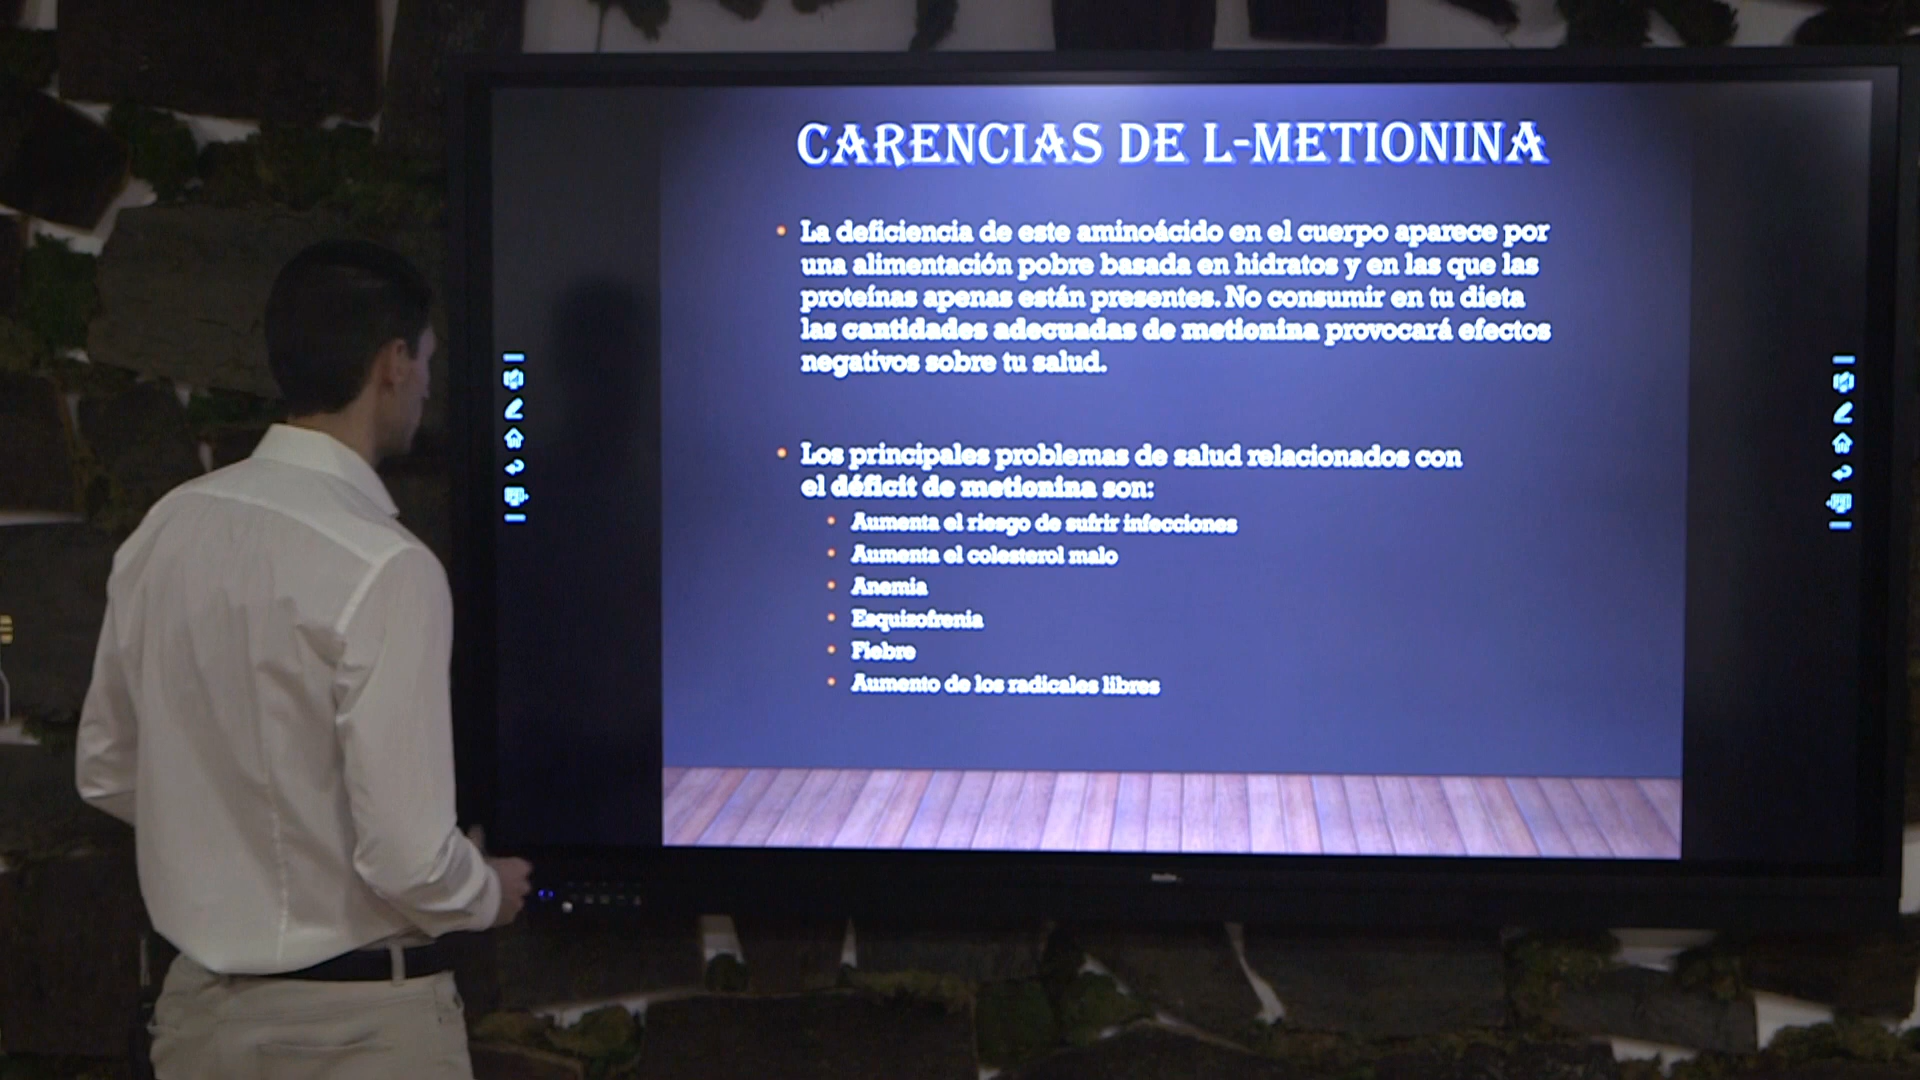 CARENCIAS DE L-METIONINA
• La deficiencia de este aminoácido en el cuerpo aparece por
una alimentación pobre basada en hidratos y en las que las
proteínas apenas están presentes. No consumir en tu dieta
las cantidades adecuadas de metionina provocará efectos
negativos sobre tu salud.
• Los principales problemas de salud relacionados con
el déficit de metionina son:
• Aumenta el riesgo de sufrir infecciones
• Aumenta el colesterol malo
• Anemia
• Esquizofrenia
• Fiebre
• Aumento de los radicales libres